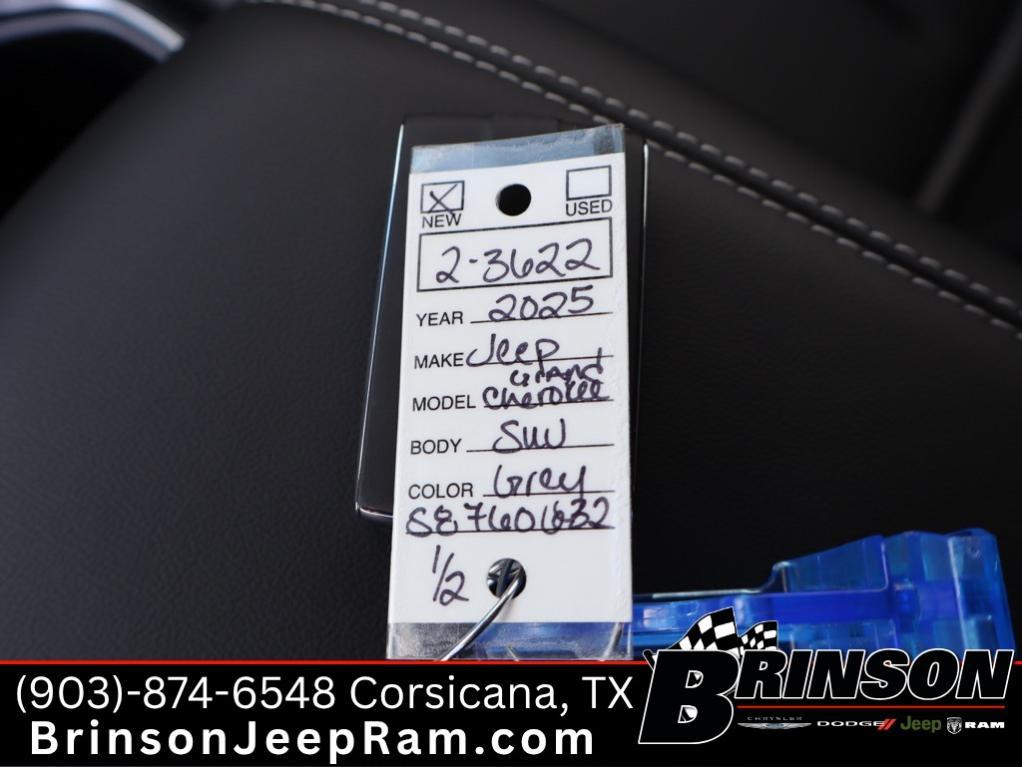 NEW USED
2-3622
YEAR 2025
MAKE Jeep
Grand
MODEL Cherokee
BODY SUV
COLOR Grey
S8760632
1/2
(903)-874-6548 Corsicana, TX
BrinsonJeepRam.com
BRINSON
CHRYSLER DODGE Jeep RAM